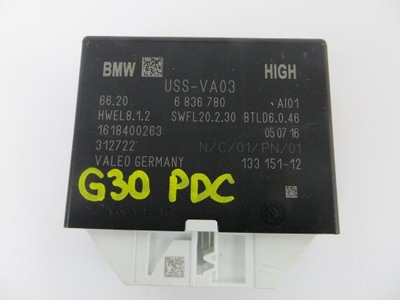 BMW HIGH
USS-VA03
66.20 6 836 780 AI01
HWEL8.1.2 SWFL20.2.30 BTLD6.0.46
1618400263 05 07 16
312722 N/C/01/PN/01
VALEO GERMANY 133 151-12
G30 PDC